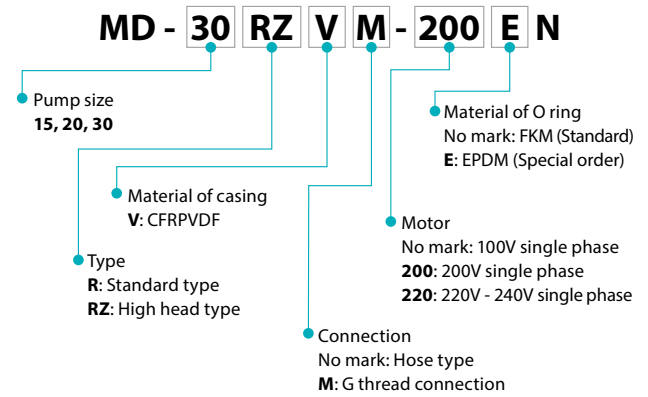 MD - 30 RZ V M - 200 E N
Pump size
15, 20, 30
Material of O ring
No mark: FKM (Standard)
E: EPDM (Special order)
Material of casing
V: CFRPVDF
Motor
No mark: 100V single phase
200: 200V single phase
220: 220V - 240V single phase
Type
R: Standard type
RZ: High head type
Connection
No mark: Hose type
M: G thread connection